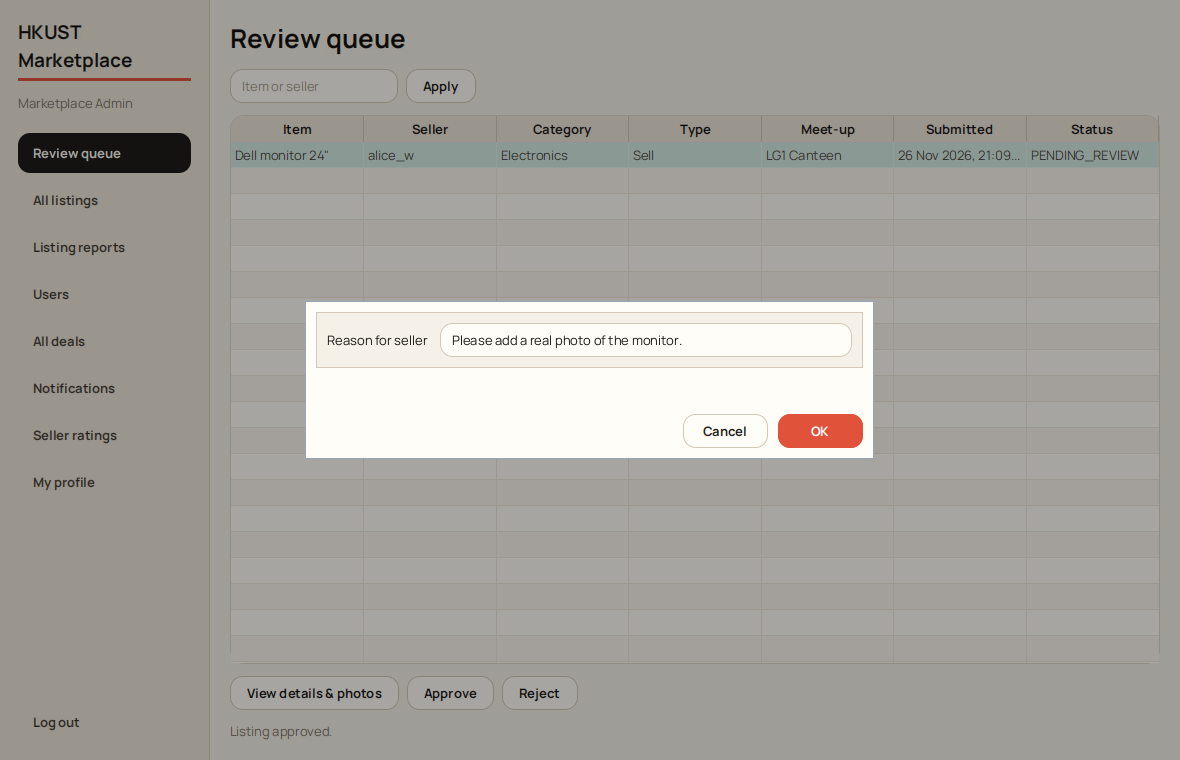 HKUST
Marketplace
Marketplace Admin
Review queue
All listings
Listing reports
Users
All deals
Notifications
Seller ratings
My profile
Log out
Review queue
Item or seller
Apply
Item Seller Category Type Meet-up Submitted Status
Dell monitor 24" alice_w Electronics Sell LG1 Canteen 26 Nov 2026, 21:09... PENDING_REVIEW
Reason for seller Please add a real photo of the monitor.
Cancel OK
View details & photos Approve Reject
Listing approved.